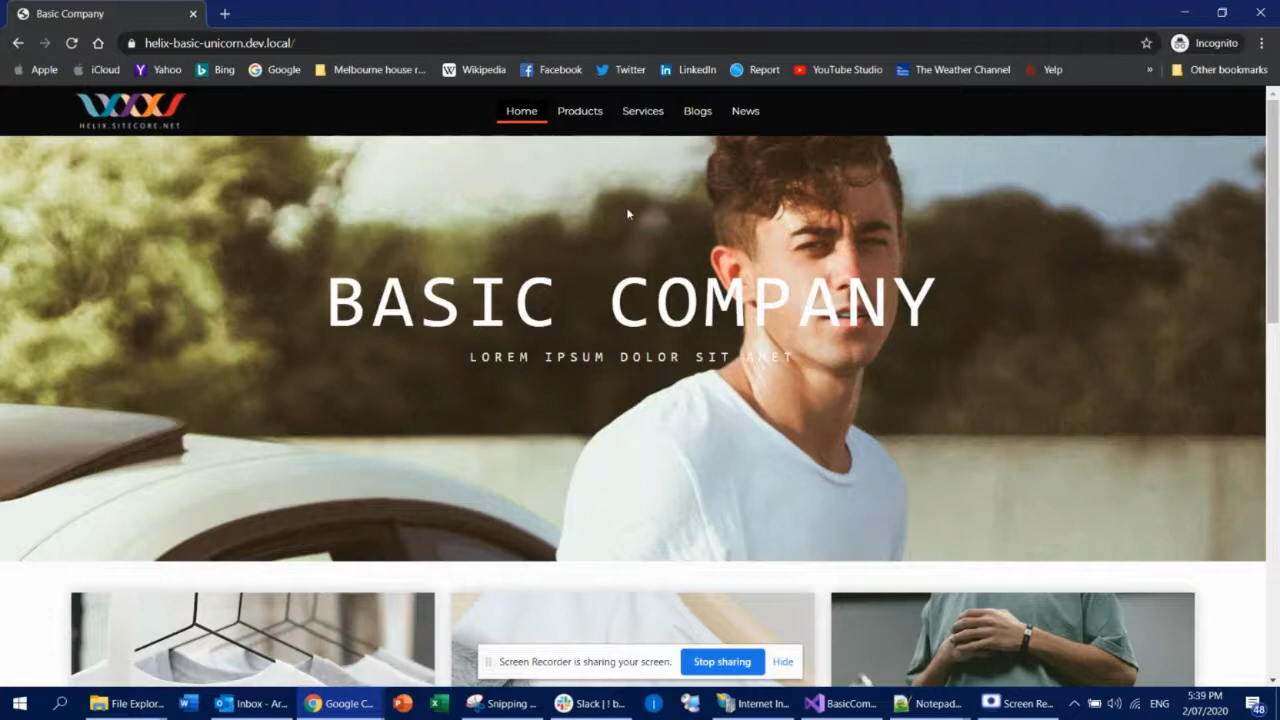 Basic Company
helix-basic-unicorn.dev.local/
Incognito
Apple iCloud Yahoo Bing Google Melbourne house r... Wikipedia Facebook Twitter LinkedIn Report YouTube Studio The Weather Channel Yelp » Other bookmarks
HELIX.SITECORE.NET
Home Products Services Blogs News
BASIC COMPANY
LOREM IPSUM DOLOR SIT AMET
Screen Recorder is sharing your screen. Stop sharing Hide
File Explor... Inbox - Ar... Google C... Snipping ... Slack | ! b... Internet In... BasicCom... Notepad... Screen Re... ENG
5:39 PM
2/07/2020
48